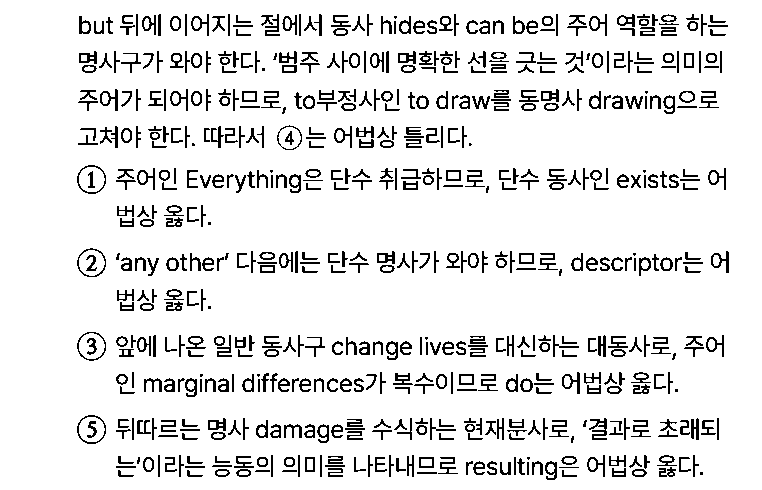 but 뒤에 이어지는 절에서 동사 hides와 can be의 주어 역할을 하는
명사구가 와야 한다. ‘범주 사이에 명확한 선을 긋는 것’이라는 의미의
주어가 되어야 하므로, to부정사인 to draw를 동명사 drawing으로
고쳐야 한다. 따라서 ④는 어법상 틀리다.
① 주어인 Everything은 단수 취급하므로, 단수 동사인 exists는 어
법상 옳다.
② ‘any other’ 다음에는 단수 명사가 와야 하므로, descriptor는 어
법상 옳다.
③ 앞에 나온 일반 동사구 change lives를 대신하는 대동사로, 주어
인 marginal differences가 복수이므로 do는 어법상 옳다.
⑤ 뒤따르는 명사 damage를 수식하는 현재분사로, ‘결과로 초래되
는’이라는 능동의 의미를 나타내므로 resulting은 어법상 옳다.